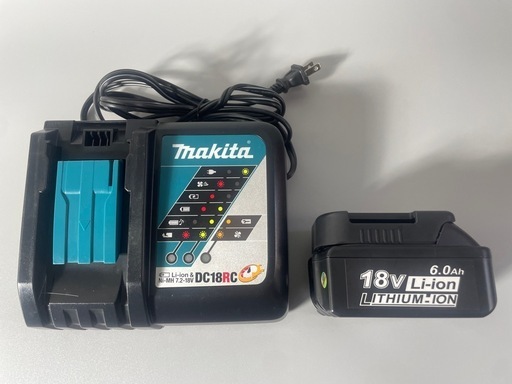 makita
Li-ion &
Ni-MH 7.2-18V
DC18RC
6.0Ah
18V Li-ion
LITHIUM-ION